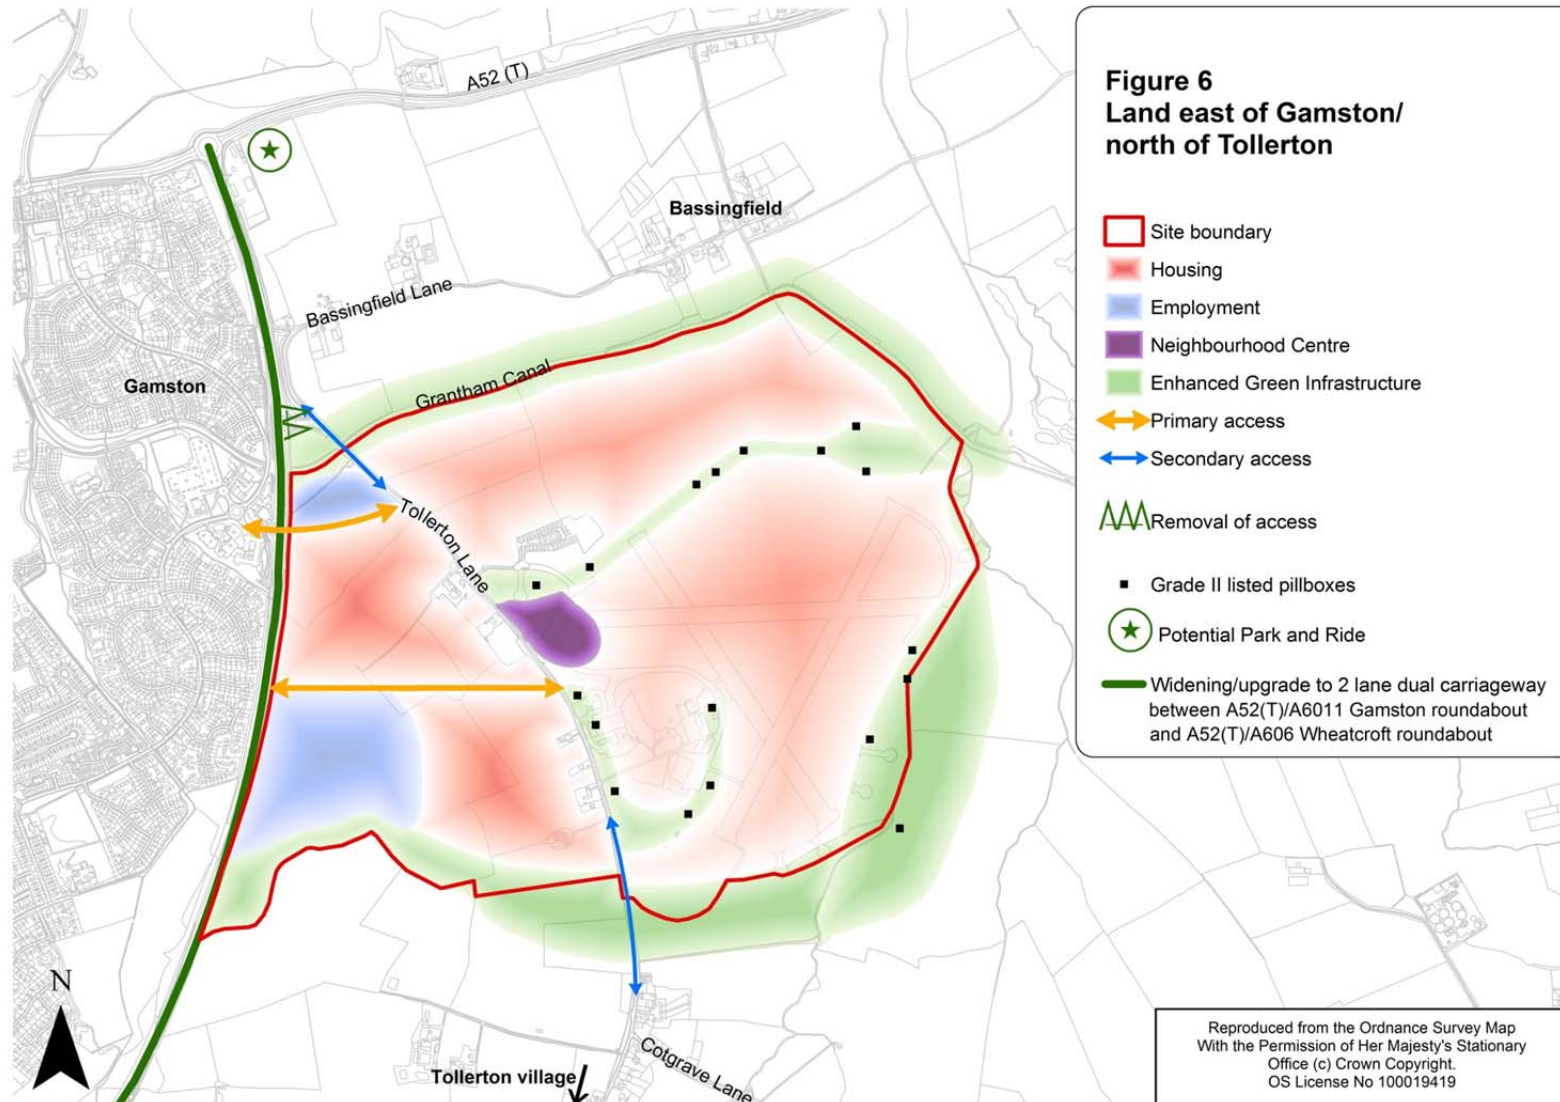 A52 (T)
Bassingfield
Bassingfield Lane
Gamston
Grantham Canal
Tollerton Lane
N
Cotgrave Lane
Tollerton village
Figure 6
Land east of Gamston/
north of Tollerton
Site boundary
Housing
Employment
Neighbourhood Centre
Enhanced Green Infrastructure
Primary access
Secondary access
Removal of access
Grade II listed pillboxes
Potential Park and Ride
Widening/upgrade to 2 lane dual carriageway
between A52(T)/A6011 Gamston roundabout
and A52(T)/A606 Wheatcroft roundabout
Reproduced from the Ordnance Survey Map
With the Permission of Her Majesty's Stationary
Office (c) Crown Copyright.
OS License No 100019419